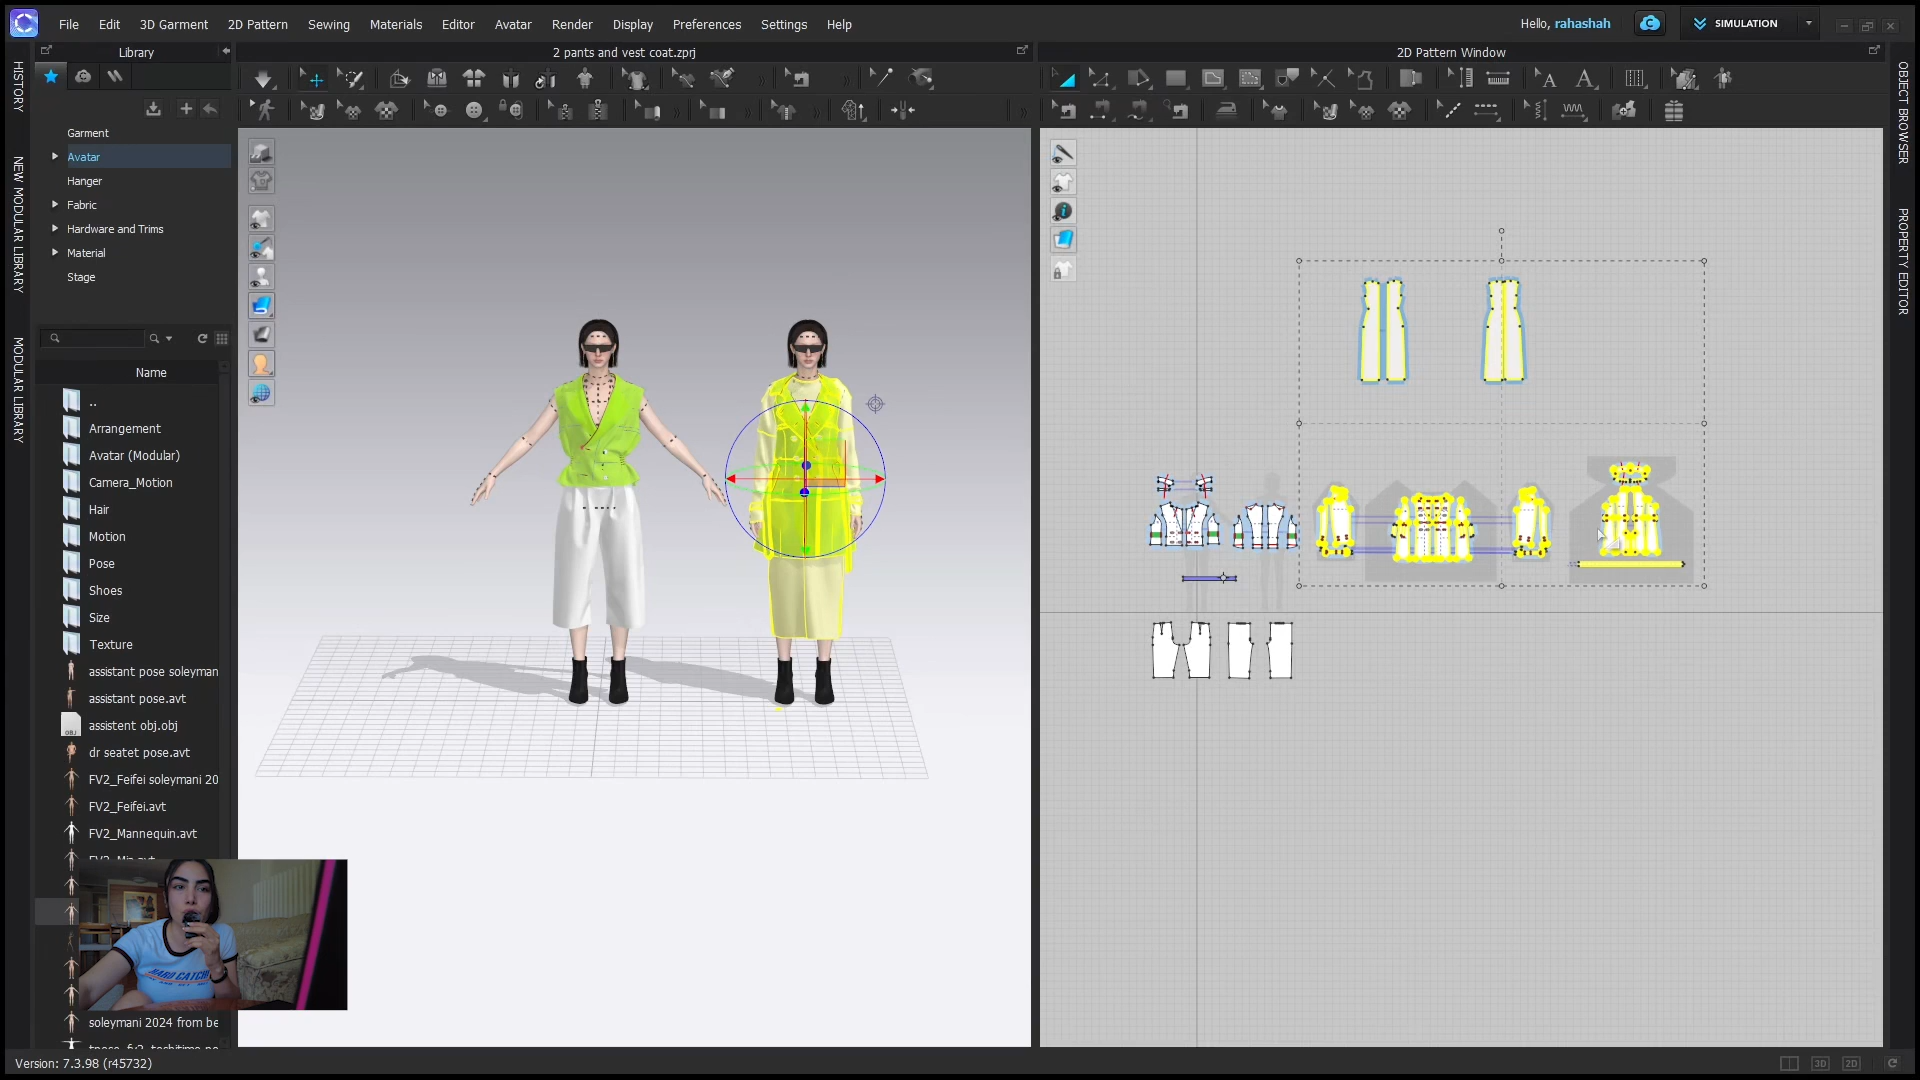 File Edit 3D Garment 2D Pattern Sewing Materials Editor Avatar Render Display Preferences Settings Help
Hello, rahashah
SIMULATION
Library
2 pants and vest coat.zprj
2D Pattern Window
HISTORY
NEW MODULAR LIBRARY
MODULAR LIBRARY
OBJECT BROWSER
PROPERTY EDITOR
Garment
Avatar
Hanger
Fabric
Hardware and Trims
Material
Stage
Name
..
Arrangement
Avatar (Modular)
Camera_Motion
Hair
Motion
Pose
Shoes
Size
Texture
assistant pose soleyman
assistant pose.avt
assistent obj.obj
dr seatet pose.avt
FV2_Feifei soleymani 20
FV2_Feifei.avt
FV2_Mannequin.avt
soleymani 2024 from be
HARD CATCH
Version: 7.3.98 (r45732)
3D
2D